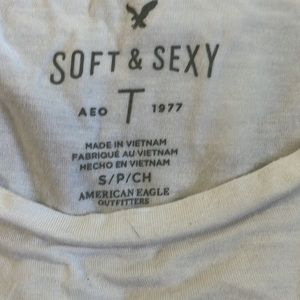 SOFT & SEXY
AEO T 1977
MADE IN VIETNAM
FABRIQUÉ AU VIETNAM
HECHO EN VIETNAM
S/P/CH
AMERICAN EAGLE
OUTFITTERS